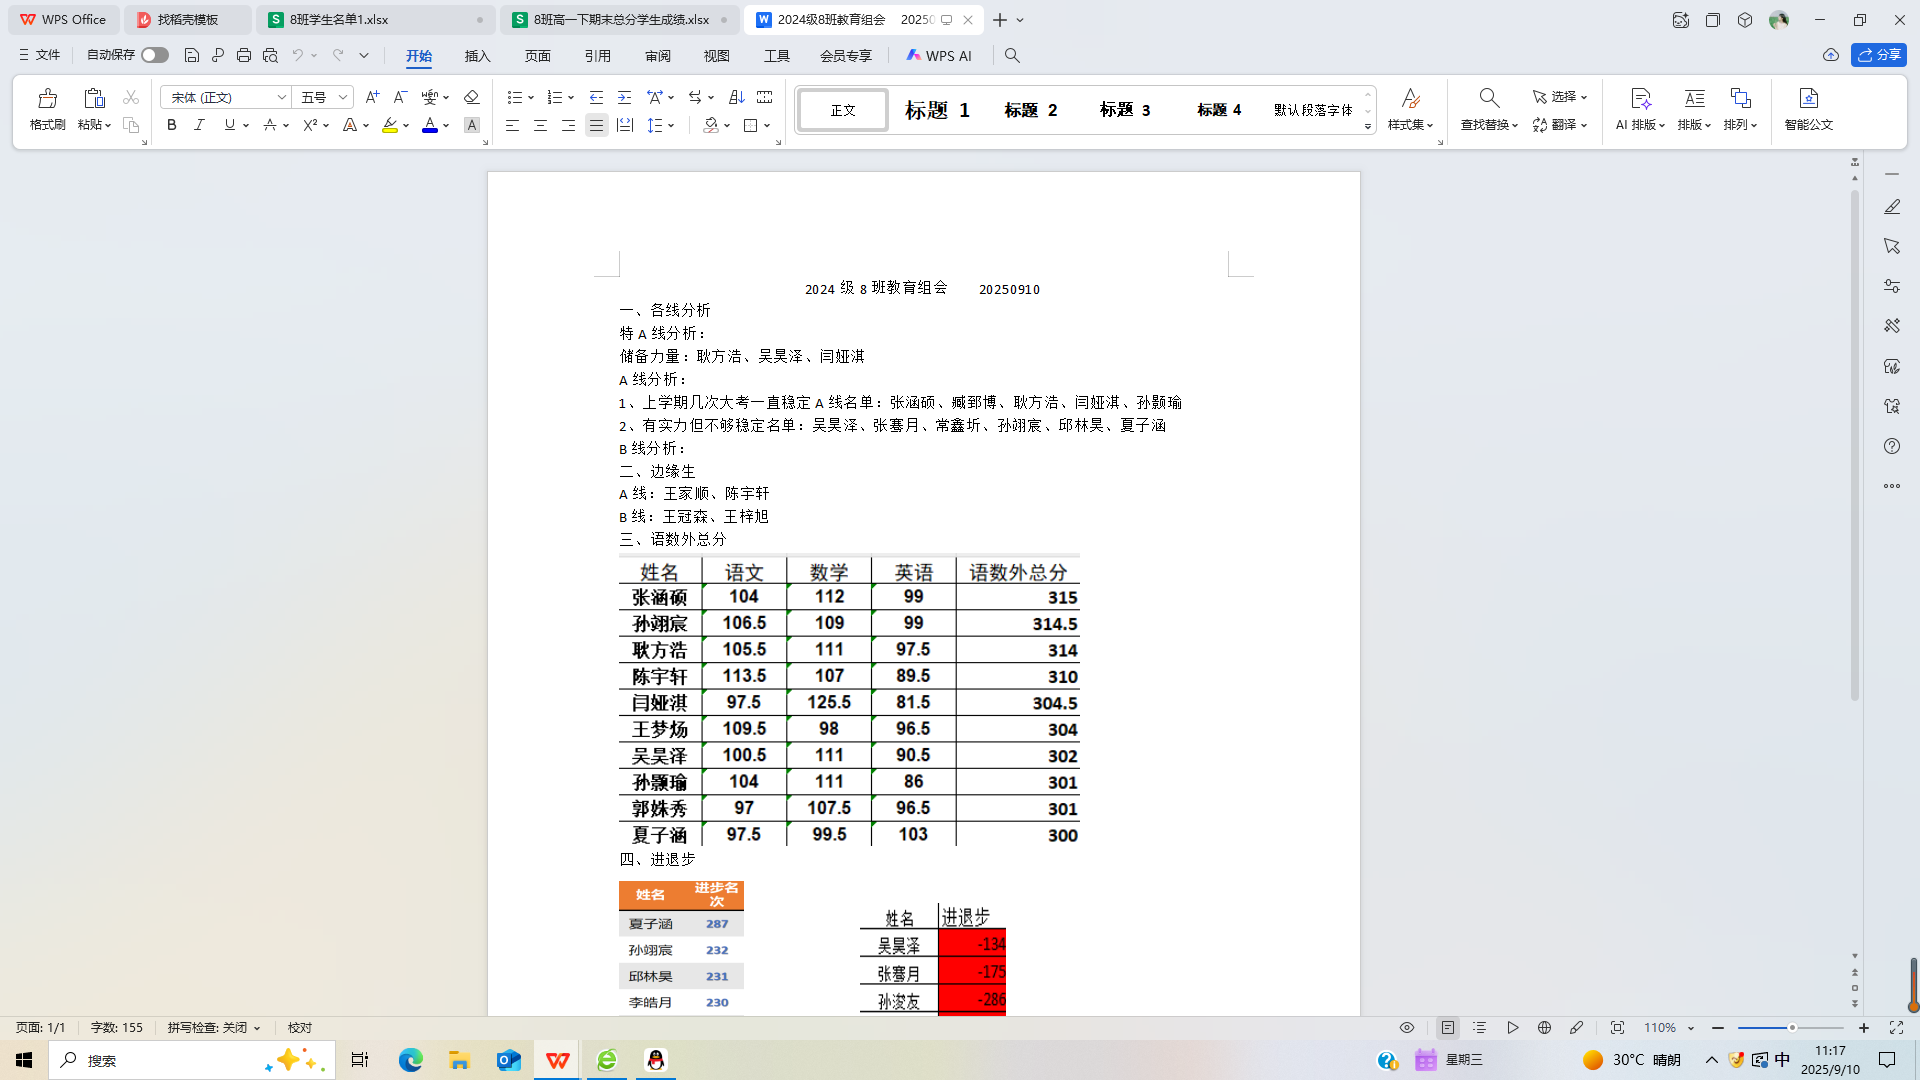 WPS Office 找稻壳模板 8班学生名单1.xlsx 8班高一下期末总分学生成绩.xlsx 2024级8班教育组会 20250
文件 自动保存 开始 插入 页面 引用 审阅 视图 工具 会员专享 WPS AI 分享
宋体 (正文) 五号
格式刷 粘贴 正文 标题 1 标题 2 标题 3 标题 4 默认段落字体 样式集 查找替换 选择 翻译 AI 排版 排版 排列 智能公文
2024 级 8 班教育组会 20250910
一、各线分析
特 A 线分析：
储备力量：耿方浩、吴昊泽、闫娅淇
A 线分析：
1、上学期几次大考一直稳定 A 线名单：张涵硕、臧郅博、耿方浩、闫娅淇、孙颢瑜
2、有实力但不够稳定名单：吴昊泽、张骞月、常鑫圻、孙翊宸、邱林昊、夏子涵
B 线分析：
二、边缘生
A 线：王家顺、陈宇轩
B 线：王冠森、王梓旭
三、语数外总分
姓名 语文 数学 英语 语数外总分
张涵硕 104 112 99 315
孙翊宸 106.5 109 99 314.5
耿方浩 105.5 111 97.5 314
陈宇轩 113.5 107 89.5 310
闫娅淇 97.5 125.5 81.5 304.5
王梦炀 109.5 98 96.5 304
吴昊泽 100.5 111 90.5 302
孙颢瑜 104 111 86 301
郭姝秀 97 107.5 96.5 301
夏子涵 97.5 99.5 103 300
四、进退步
姓名 进步名次
夏子涵 287
孙翊宸 232
邱林昊 231
李皓月 230
姓名 进退步
吴昊泽 -134
张骞月 -175
孙浚友 -286
页面: 1/1 字数: 155 拼写检查: 关闭 校对 110%
搜索 星期三 30°C 晴朗 中 11:17
2025/9/10